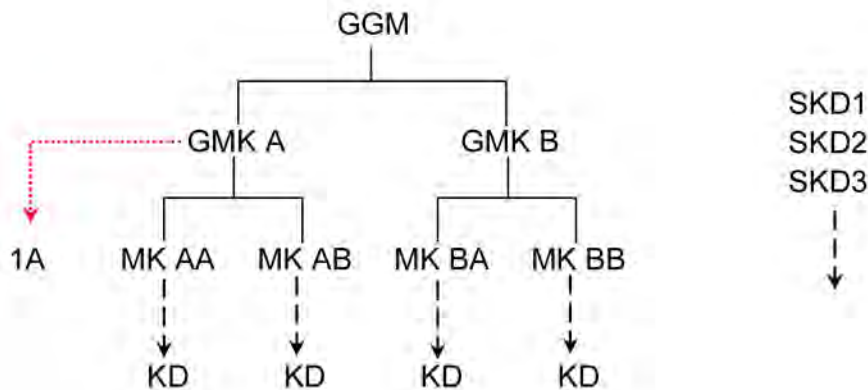 GGM
GMK A GMK B
SKD1
SKD2
SKD3
1A MK AA MK AB MK BA MK BB
KD KD KD KD